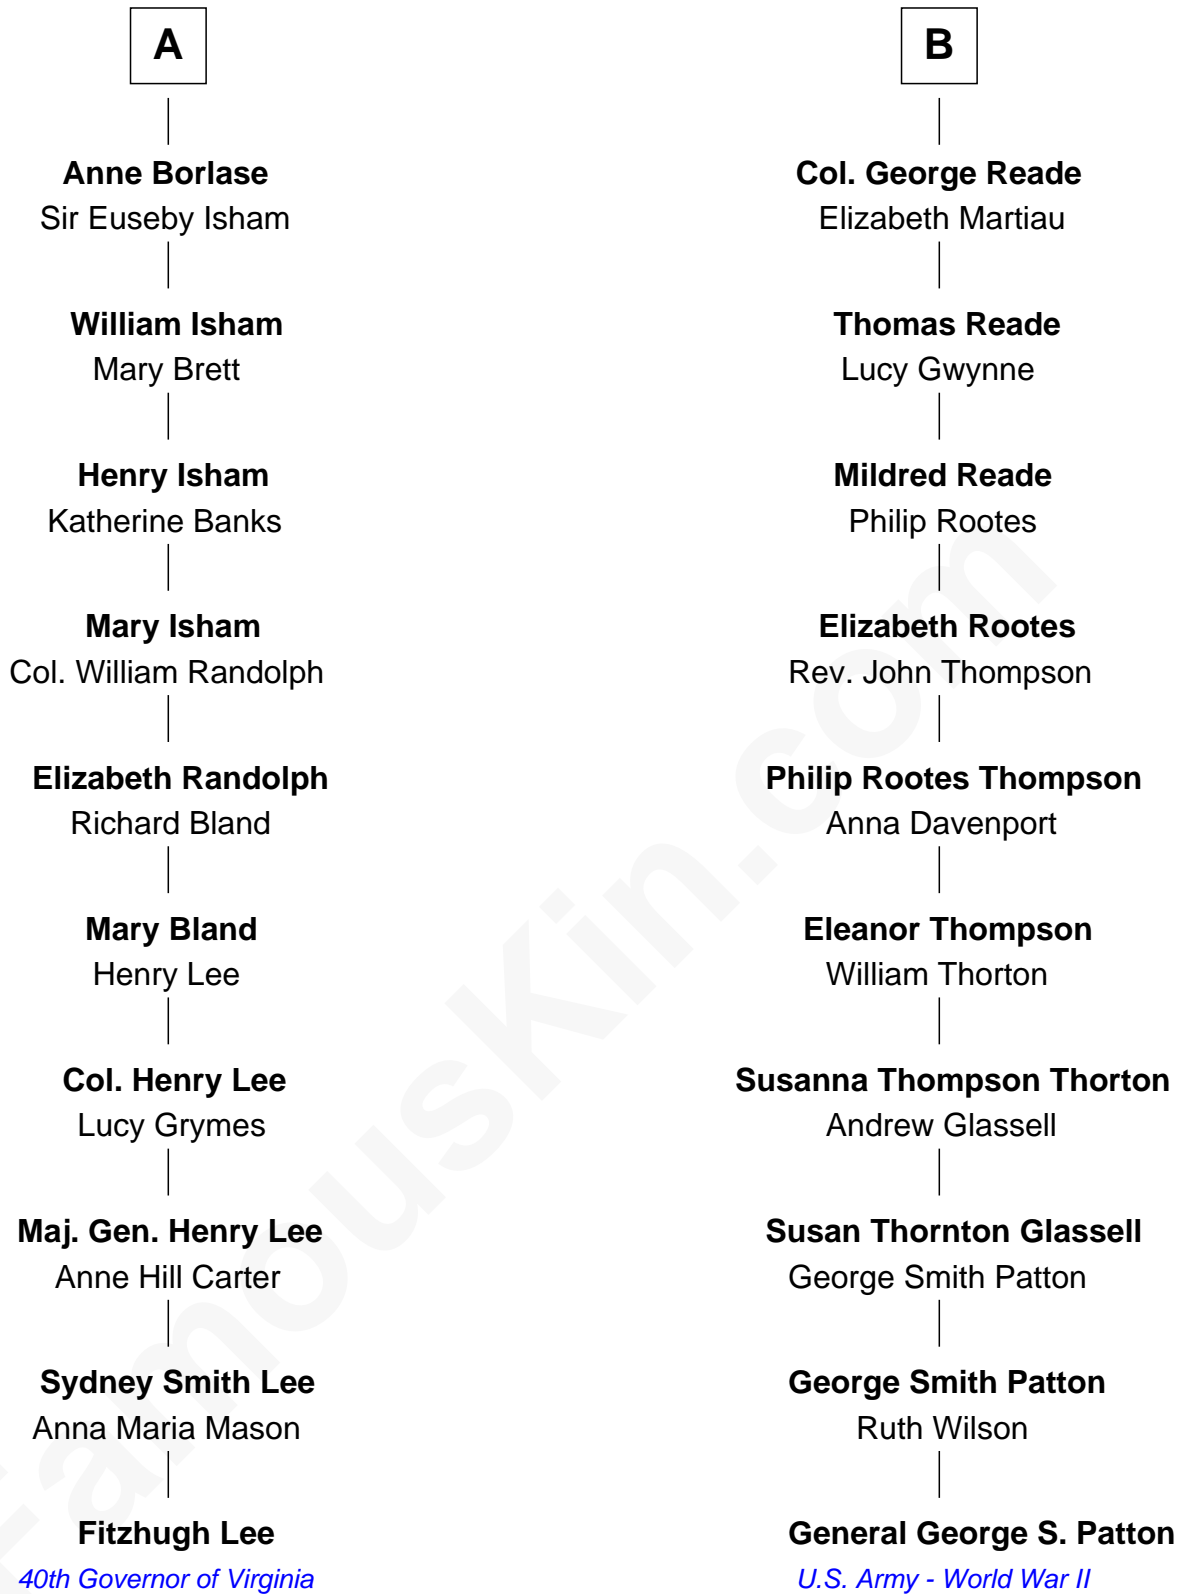 A
Anne Borlase
Sir Euseby Isham
William Isham
Mary Brett
Henry Isham
Katherine Banks
Mary Isham
Col. William Randolph
Elizabeth Randolph
Richard Bland
Mary Bland
Henry Lee
Col. Henry Lee
Lucy Grymes
Maj. Gen. Henry Lee
Anne Hill Carter
Sydney Smith Lee
Anna Maria Mason
Fitzhugh Lee
40th Governor of Virginia
B
Col. George Reade
Elizabeth Martiau
Thomas Reade
Lucy Gwynne
Mildred Reade
Philip Rootes
Elizabeth Rootes
Rev. John Thompson
Philip Rootes Thompson
Anna Davenport
Eleanor Thompson
William Thorton
Susanna Thompson Thorton
Andrew Glassell
Susan Thornton Glassell
George Smith Patton
George Smith Patton
Ruth Wilson
General George S. Patton
U.S. Army - World War II
FamousKin.com